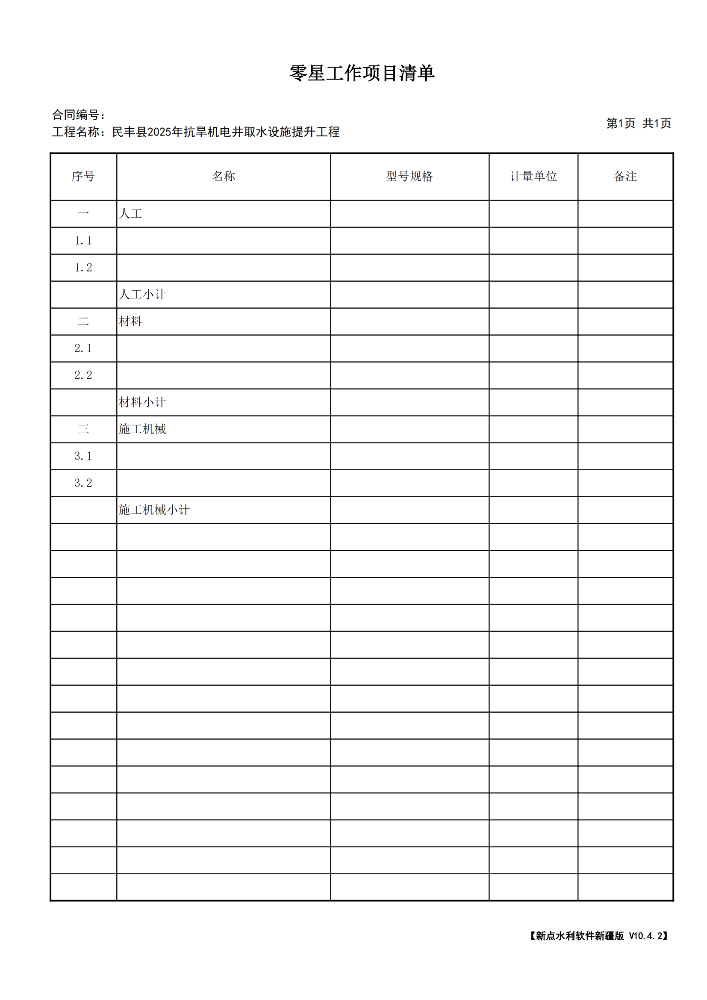 零星工作项目清单
合同编号：
第1页 共1页
工程名称：民丰县2025年抗旱机电井取水设施提升工程
序号 名称 型号规格 计量单位 备注
一 人工
1.1
1.2
人工小计
二 材料
2.1
2.2
材料小计
三 施工机械
3.1
3.2
施工机械小计
【新点水利软件新疆版 V10.4.2】